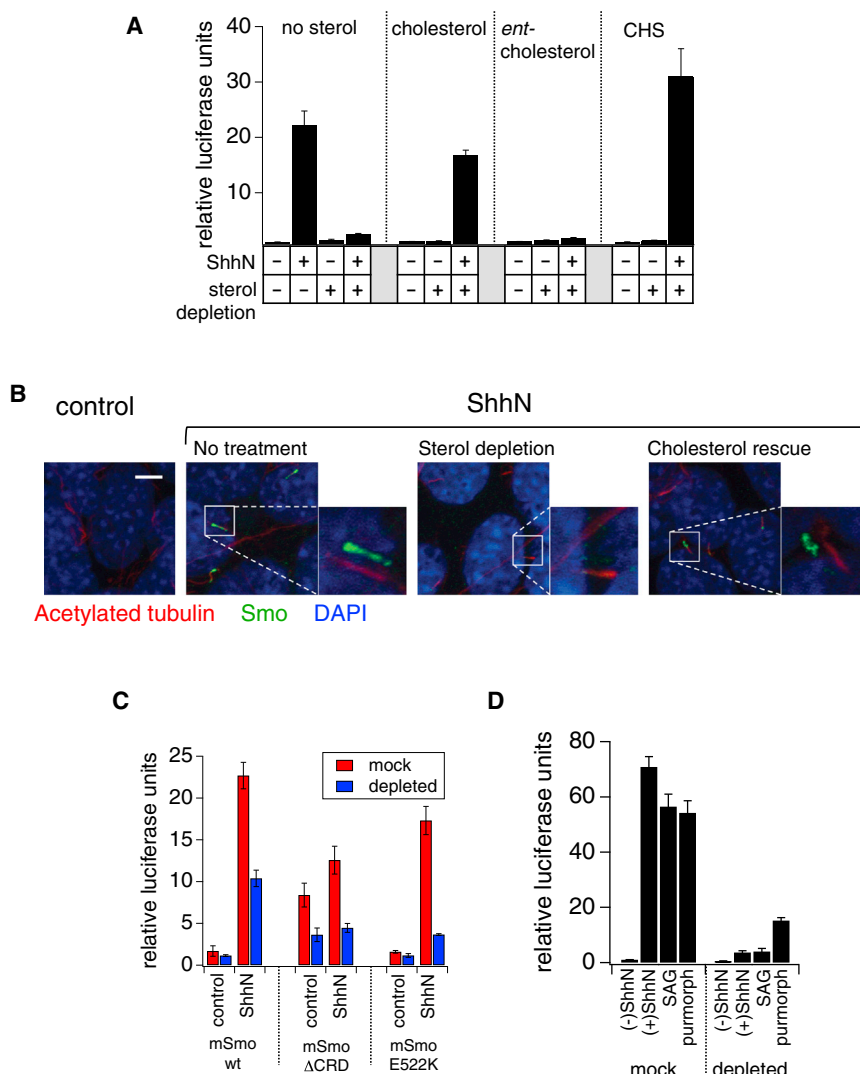 A
relative luciferase units
40
30
20
10
no sterol
cholesterol
ent-
cholesterol
CHS
ShhN
− + − + − − + − − + − − +
sterol
depletion
− − + + − + + − + + − + +
B
control
ShhN
No treatment
Sterol depletion
Cholesterol rescue
Acetylated tubulin Smo DAPI
C
relative luciferase units
25
20
15
10
5
0
mock
depleted
control
ShhN
control
ShhN
control
ShhN
mSmo
wt
mSmo
ΔCRD
mSmo
E522K
D
relative luciferase units
80
60
40
20
0
(-)ShhN
(+)ShhN
SAG
purmorph
(-)ShhN
(+)ShhN
SAG
purmorph
mock
depleted